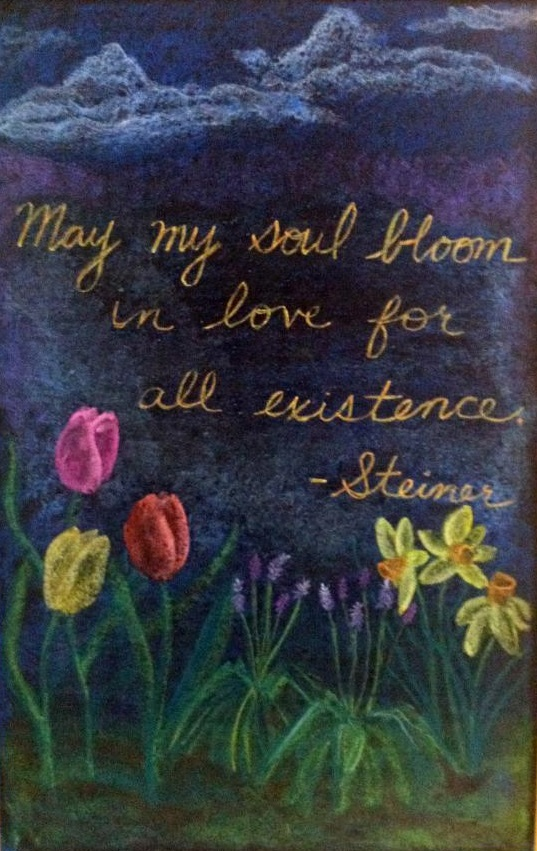 May my soul bloom
in love for
all existence.
- Steiner